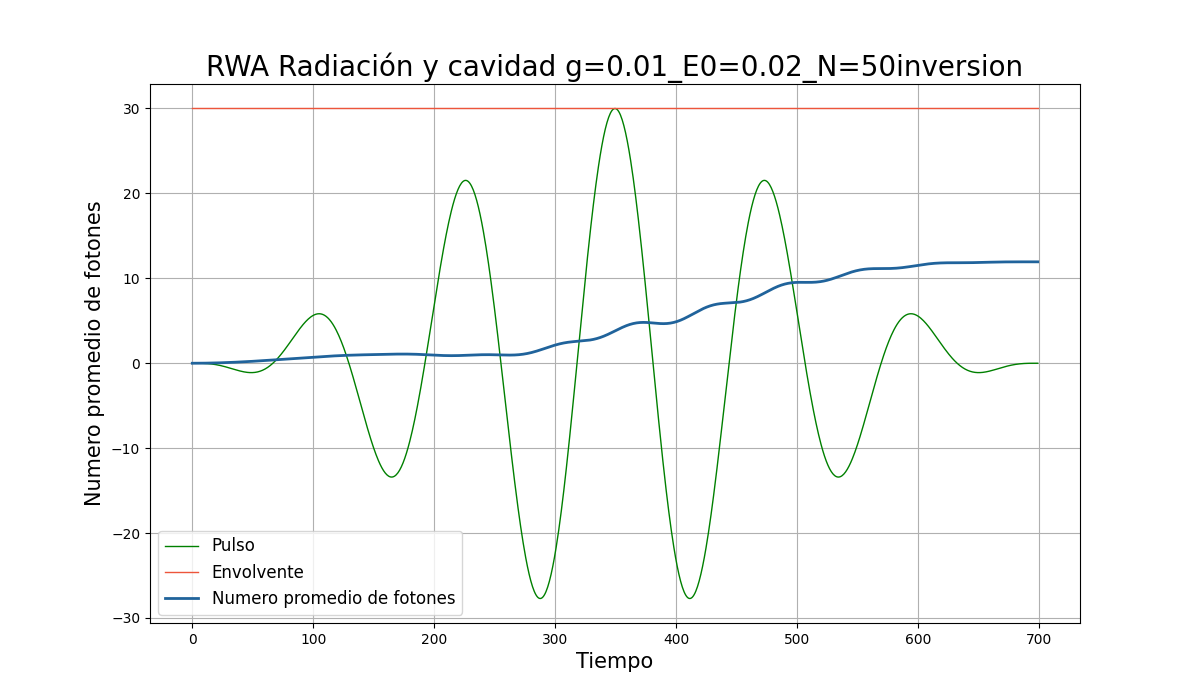 RWA Radiación y cavidad g=0.01_E0=0.02_N=50inversion
Numero promedio de fotones
30
20
10
0
−10
−20
−30
Pulso
Envolvente
Numero promedio de fotones
0 100 200 300 400 500 600 700
Tiempo